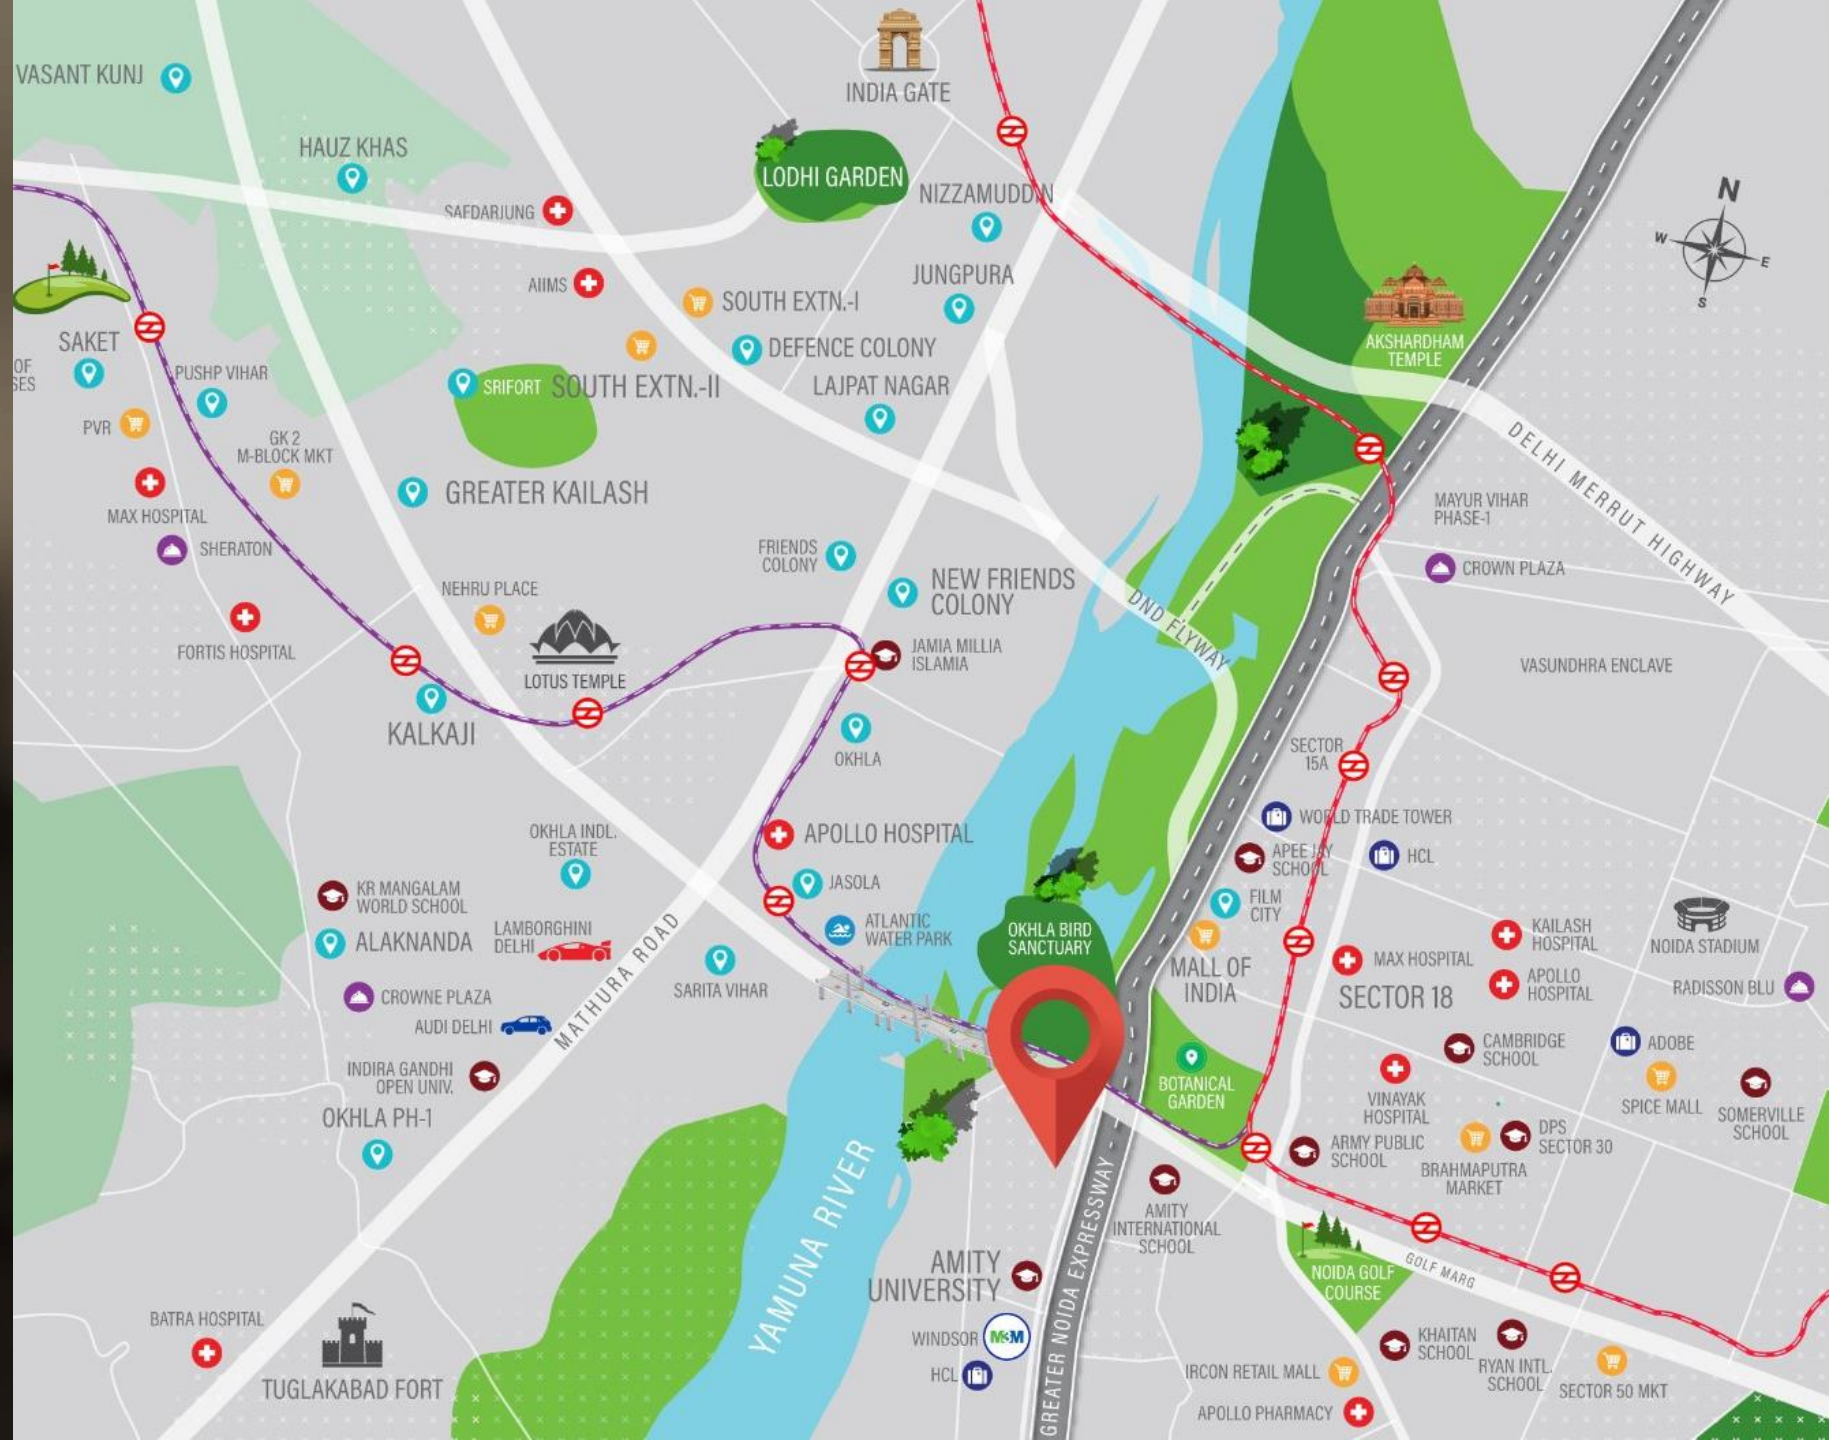 INDIA GATE
VASANT KUNJ
HAUZ KHAS
LODHI GARDEN
NIZZAMUDDIN
N
W
E
S
SAFDARJUNG
AIIMS
JUNGPURA
SOUTH EXTN.-I
SAKET
OF
SES
PUSHP VIHAR
SRIFORT
SOUTH EXTN.-II
DEFENCE COLONY
LAJPAT NAGAR
AKSHARDHAM
TEMPLE
PVR
GK 2
M-BLOCK MKT
GREATER KAILASH
DELHI MERRUT HIGHWAY
MAX HOSPITAL
SHERATON
MAYUR VIHAR
PHASE-1
CROWN PLAZA
FRIENDS
COLONY
NEW FRIENDS
COLONY
NEHRU PLACE
DND FLYWAY
FORTIS HOSPITAL
LOTUS TEMPLE
JAMIA MILLIA
ISLAMIA
VASUNDHRA ENCLAVE
KALKAJI
OKHLA
SECTOR
15A
OKHLA INDL.
ESTATE
APOLLO HOSPITAL
WORLD TRADE TOWER
APEE JAY
SCHOOL
HCL
KR MANGALAM
WORLD SCHOOL
JASOLA
FILM
CITY
ALAKNANDA
LAMBORGHINI
DELHI
ATLANTIC
WATER PARK
OKHLA BIRD
SANCTUARY
KAILASH
HOSPITAL
NOIDA STADIUM
MATHURA ROAD
SARITA VIHAR
MALL OF
INDIA
MAX HOSPITAL
SECTOR 18
APOLLO
HOSPITAL
RADISSON BLU
CROWNE PLAZA
AUDI DELHI
CAMBRIDGE
SCHOOL
ADOBE
INDIRA GANDHI
OPEN UNIV.
BOTANICAL
GARDEN
VINAYAK
HOSPITAL
SPICE MALL
SOMERVILLE
SCHOOL
OKHLA PH-1
ARMY PUBLIC
SCHOOL
DPS
SECTOR 30
BRAHMAPUTRA
MARKET
YAMUNA RIVER
GREATER NOIDA EXPRESSWAY
AMITY
INTERNATIONAL
SCHOOL
AMITY
UNIVERSITY
NOIDA GOLF
COURSE
GOLF MARG
BATRA HOSPITAL
WINDSOR
M3M
HCL
KHAITAN
SCHOOL
RYAN INTL.
SCHOOL
TUGLAKABAD FORT
IRCON RETAIL MALL
SECTOR 50 MKT
APOLLO PHARMACY